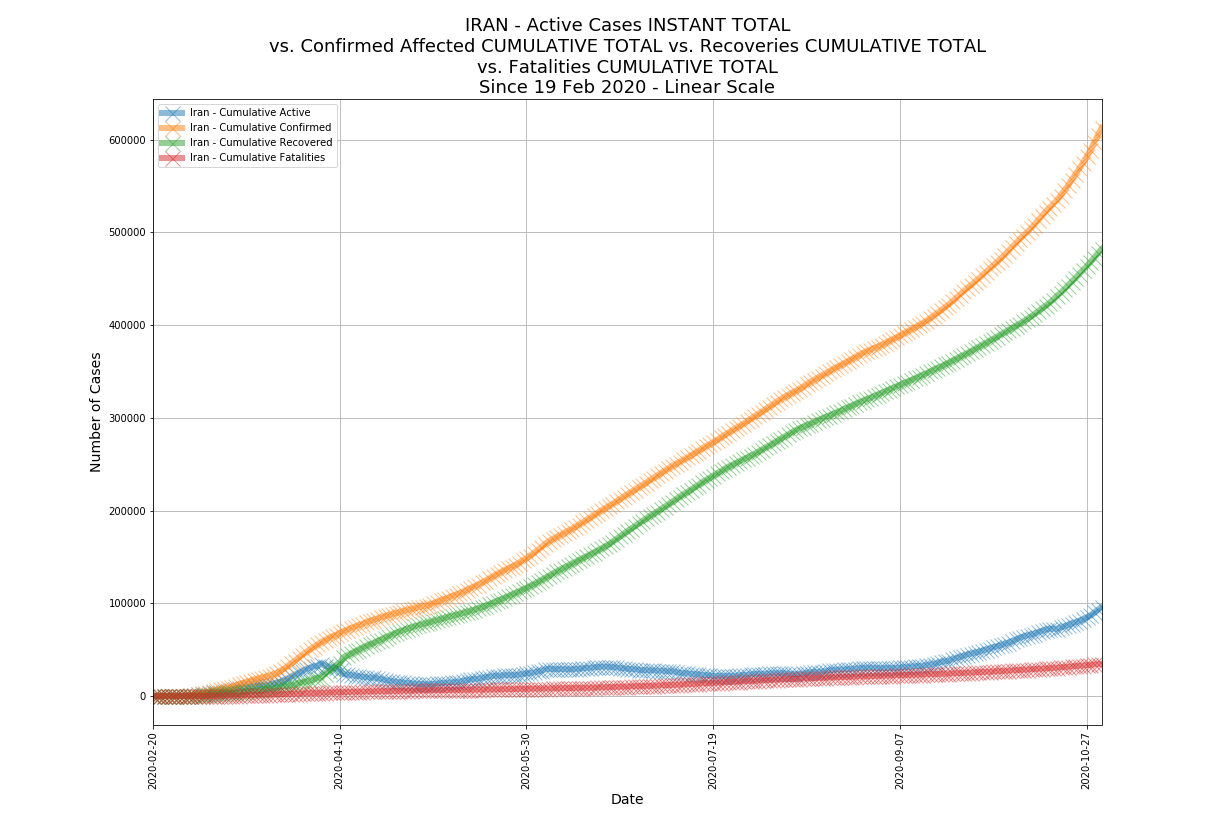 IRAN - Active Cases INSTANT TOTAL
vs. Confirmed Affected CUMULATIVE TOTAL vs. Recoveries CUMULATIVE TOTAL
vs. Fatalities CUMULATIVE TOTAL
Since 19 Feb 2020 - Linear Scale
Iran - Cumulative Active
Iran - Cumulative Confirmed
Iran - Cumulative Recovered
Iran - Cumulative Fatalities
Number of Cases
600000
500000
400000
300000
200000
100000
0
2020-02-20
2020-04-10
2020-05-30
2020-07-19
2020-09-07
2020-10-27
Date